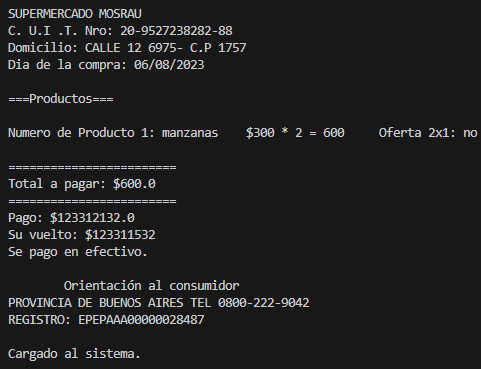 SUPERMERCADO MOSRAU
C. U.I .T. Nro: 20-9527238282-88
Domicilio: CALLE 12 6975- C.P 1757
Dia de la compra: 06/08/2023
===Productos===
Numero de Producto 1: manzanas    $300 * 2 = 600     Oferta 2x1: no
========================
Total a pagar: $600.0
========================
Pago: $123312132.0
Su vuelto: $123311532
Se pago en efectivo.
Orientación al consumidor
PROVINCIA DE BUENOS AIRES TEL 0800-222-9042
REGISTRO: EPEPAAA00000028487
Cargado al sistema.